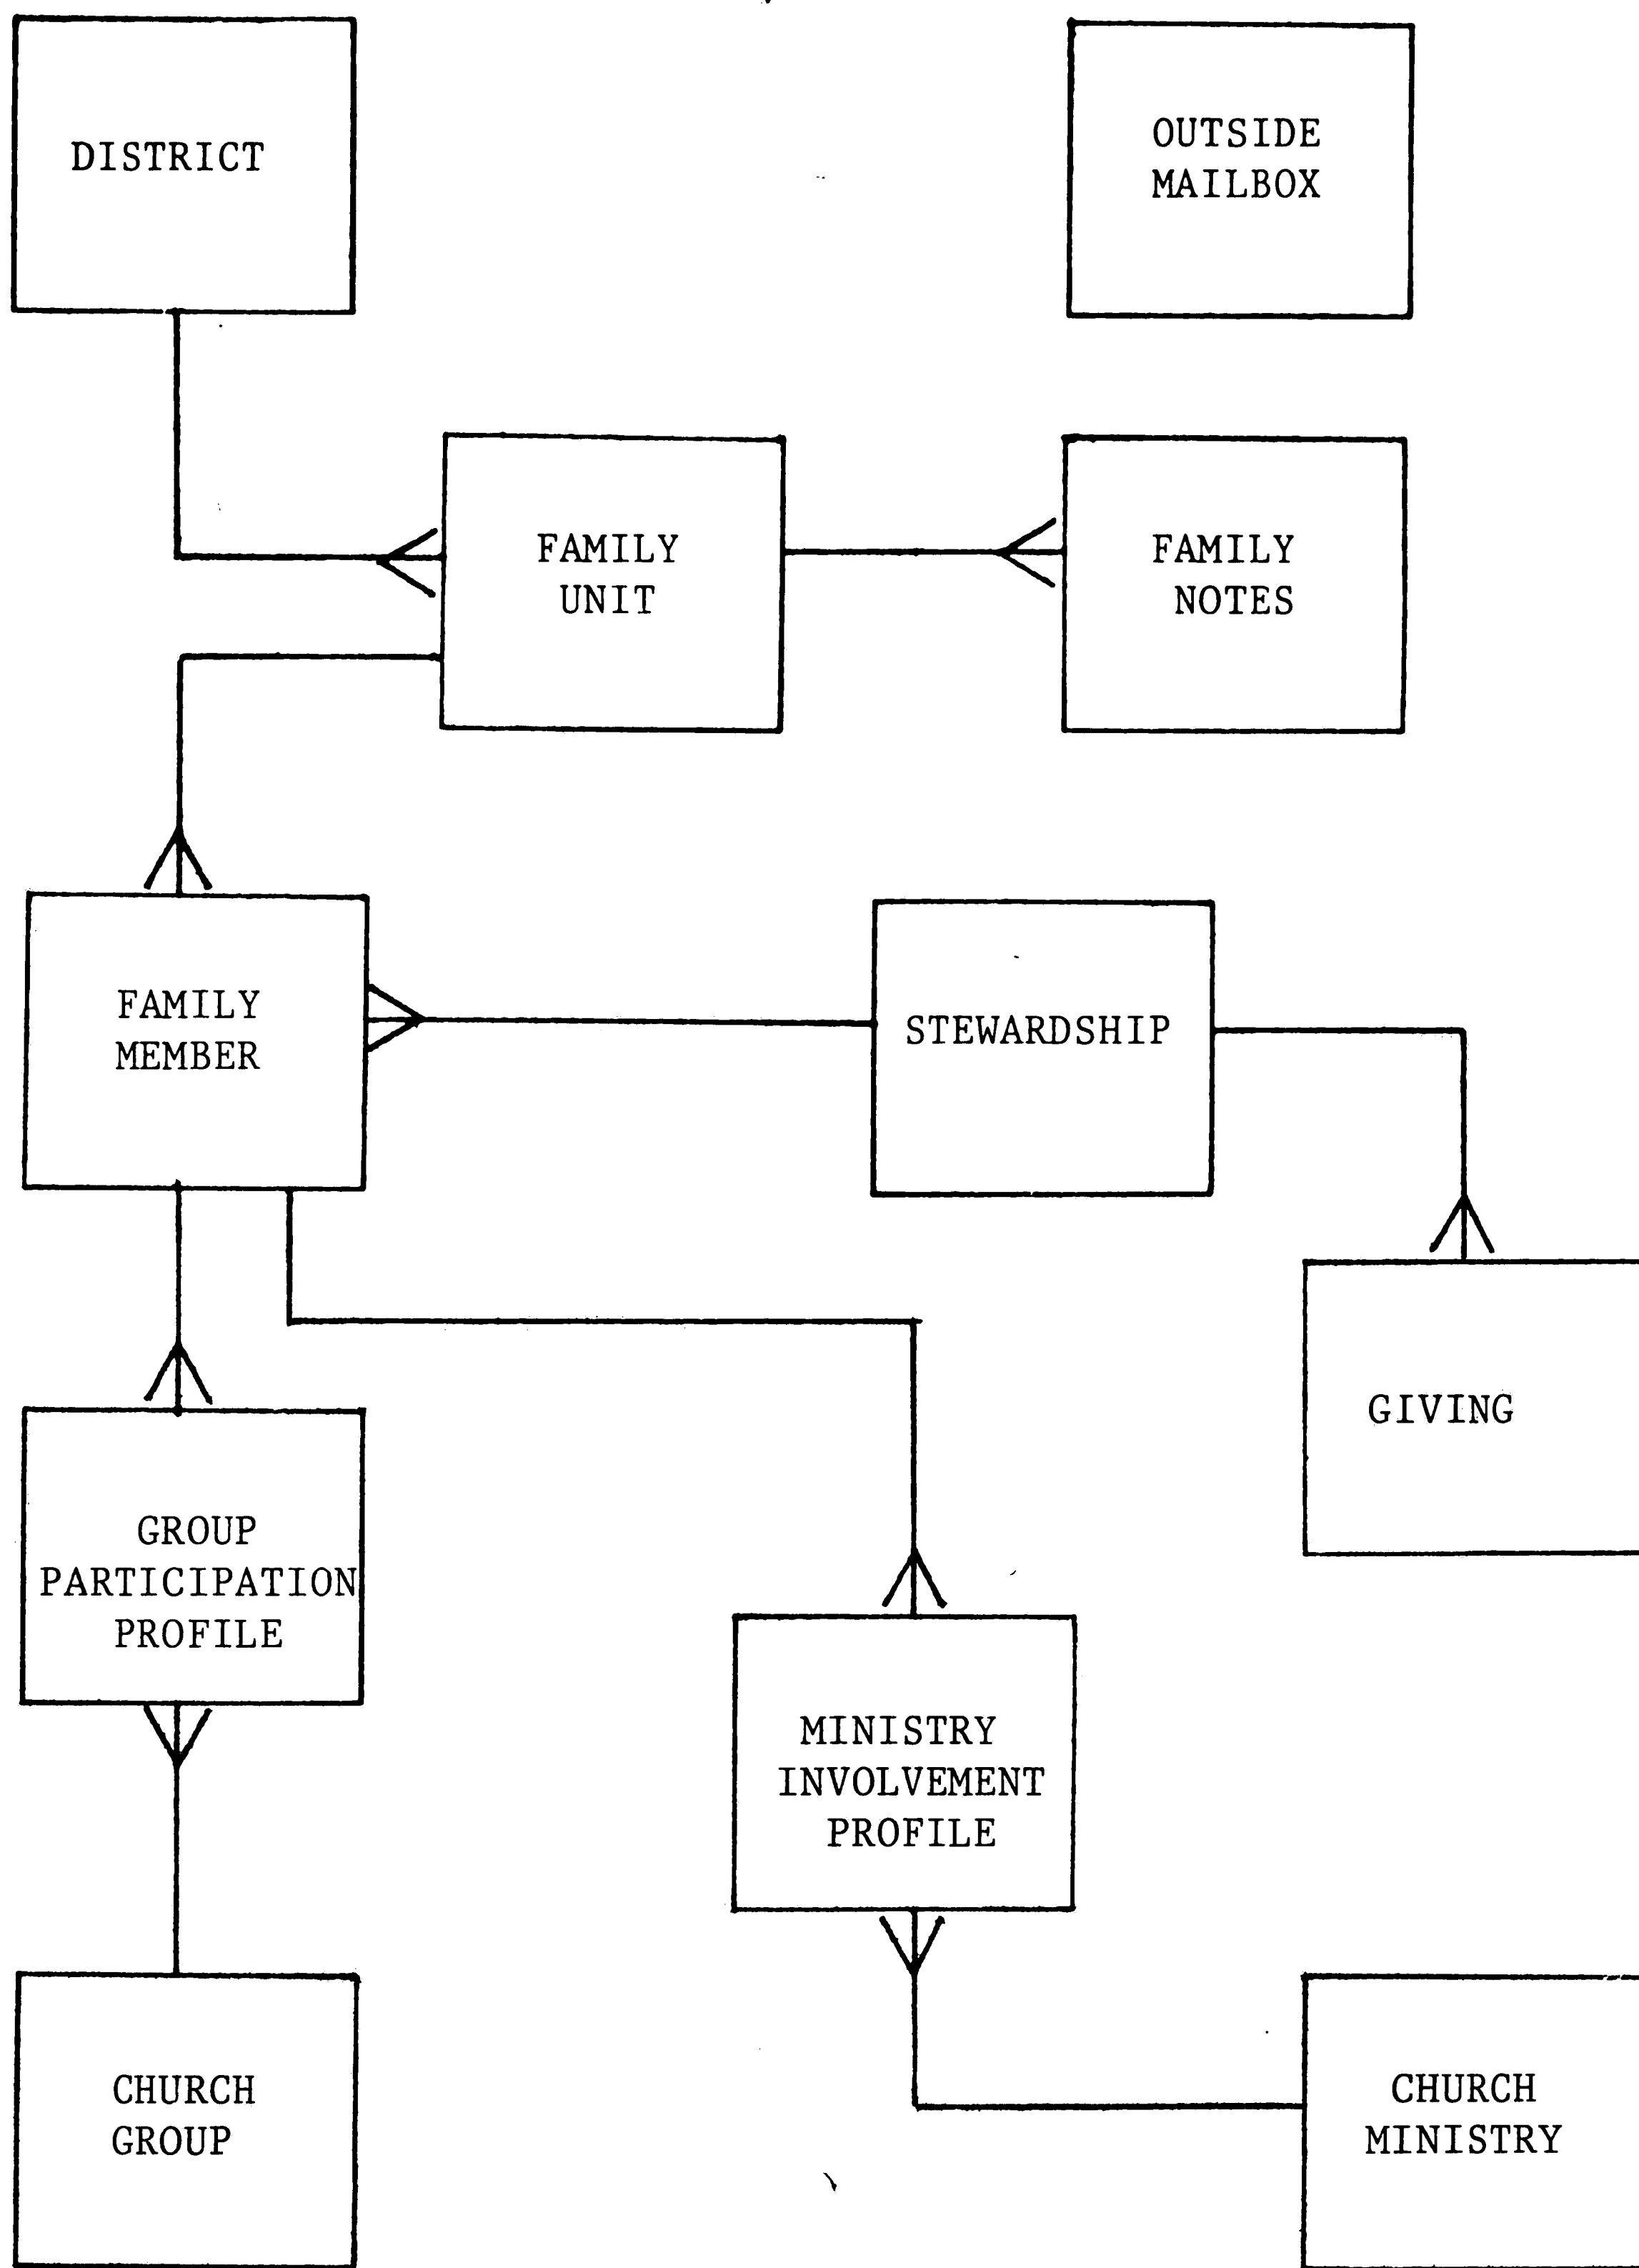 DISTRICT
OUTSIDE
MAILBOX
FAMILY
UNIT
FAMILY
NOTES
FAMILY
MEMBER
STEWARDSHIP
GIVING
GROUP
PARTICIPATION
PROFILE
MINISTRY
INVOLVEMENT
PROFILE
CHURCH
GROUP
CHURCH
MINISTRY